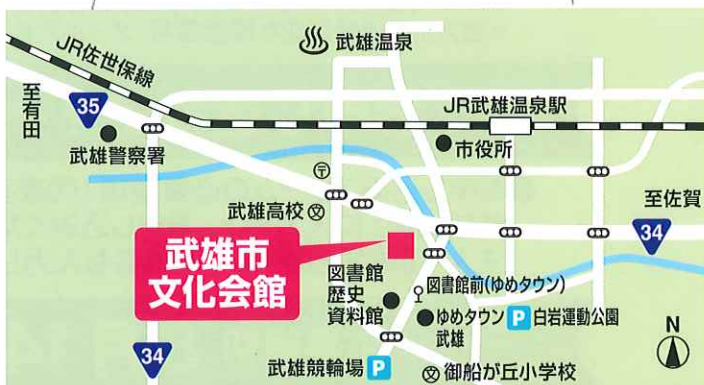 武雄温泉
JR佐世保線
至有田
35
武雄警察署
JR武雄温泉駅
市役所
武雄高校
文
至佐賀
34
武雄市
文化会館
図書館
歴史
資料館
図書館前(ゆめタウン)
ゆめタウン
武雄
P
白岩運動公園
N
34
武雄競輪場
P
文
御船が丘小学校